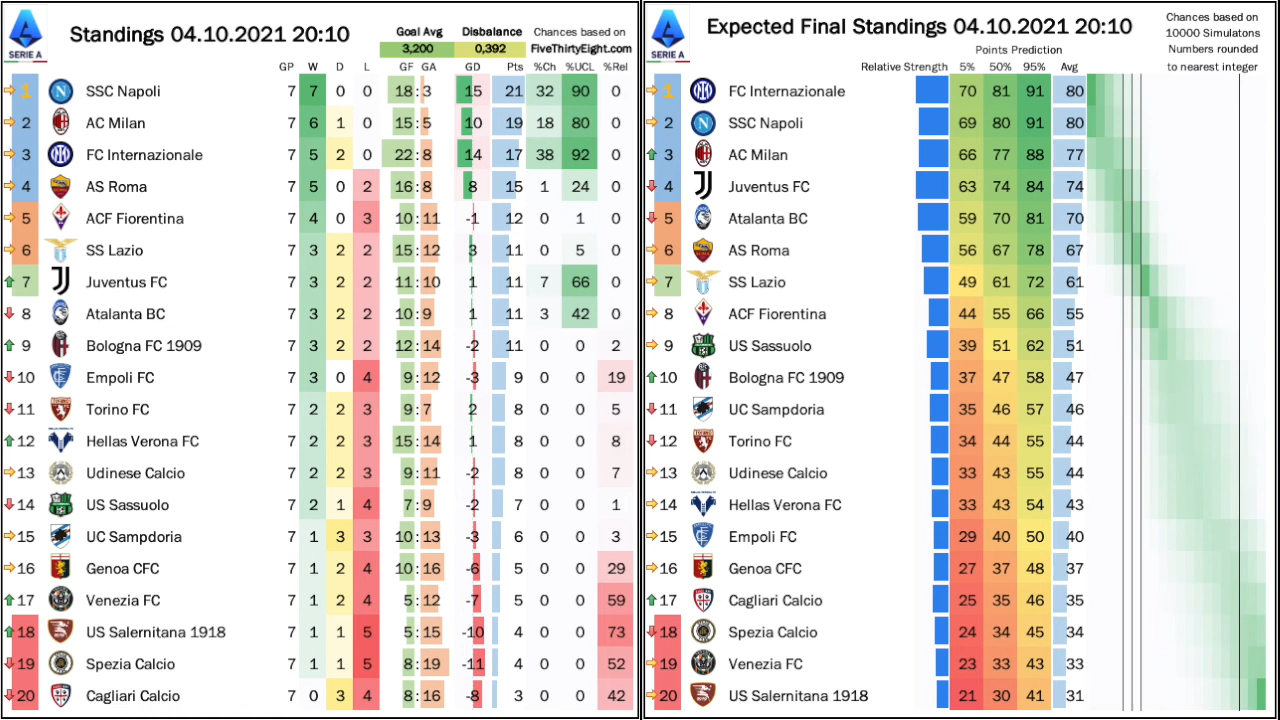 SERIE A
Standings 04.10.2021 20:10
Goal Avg Disbalance Chances based on
3,200 0,392 FiveThirtyEight.com
GP W D L GF GA GD Pts %Ch %UCL %Rel
1 SSC Napoli 7 7 0 0 18 : 3 15 21 32 90 0
2 AC Milan 7 6 1 0 15 : 5 10 19 18 80 0
3 FC Internazionale 7 5 2 0 22 : 8 14 17 38 92 0
4 AS Roma 7 5 0 2 16 : 8 8 15 1 24 0
5 ACF Fiorentina 7 4 0 3 10 : 11 -1 12 0 1 0
6 SS Lazio 7 3 2 2 15 : 12 3 11 0 5 0
7 Juventus FC 7 3 2 2 11 : 10 1 11 7 66 0
8 Atalanta BC 7 3 2 2 10 : 9 1 11 3 42 0
9 Bologna FC 1909 7 3 2 2 12 : 14 -2 11 0 0 2
10 Empoli FC 7 3 0 4 9 : 12 -3 9 0 0 19
11 Torino FC 7 2 2 3 9 : 7 2 8 0 0 5
12 Hellas Verona FC 7 2 2 3 15 : 14 1 8 0 0 8
13 Udinese Calcio 7 2 2 3 9 : 11 -2 8 0 0 7
14 US Sassuolo 7 2 1 4 7 : 9 -2 7 0 0 1
15 UC Sampdoria 7 1 3 3 10 : 13 -3 6 0 0 3
16 Genoa CFC 7 1 2 4 10 : 16 -6 5 0 0 29
17 Venezia FC 7 1 2 4 5 : 12 -7 5 0 0 59
18 US Salernitana 1918 7 1 1 5 5 : 15 -10 4 0 0 73
19 Spezia Calcio 7 1 1 5 8 : 19 -11 4 0 0 52
20 Cagliari Calcio 7 0 3 4 8 : 16 -8 3 0 0 42
SERIE A
Expected Final Standings 04.10.2021 20:10
Chances based on
10000 Simulatons
Numbers rounded
to nearest integer
Points Prediction
Relative Strength 5% 50% 95% Avg
1 FC Internazionale 70 81 91 80
2 SSC Napoli 69 80 91 80
3 AC Milan 66 77 88 77
4 Juventus FC 63 74 84 74
5 Atalanta BC 59 70 81 70
6 AS Roma 56 67 78 67
7 SS Lazio 49 61 72 61
8 ACF Fiorentina 44 55 66 55
9 US Sassuolo 39 51 62 51
10 Bologna FC 1909 37 47 58 47
11 UC Sampdoria 35 46 57 46
12 Torino FC 34 44 55 44
13 Udinese Calcio 33 43 55 44
14 Hellas Verona FC 33 43 54 43
15 Empoli FC 29 40 50 40
16 Genoa CFC 27 37 48 37
17 Cagliari Calcio 25 35 46 35
18 Spezia Calcio 24 34 45 34
19 Venezia FC 23 33 43 33
20 US Salernitana 1918 21 30 41 31